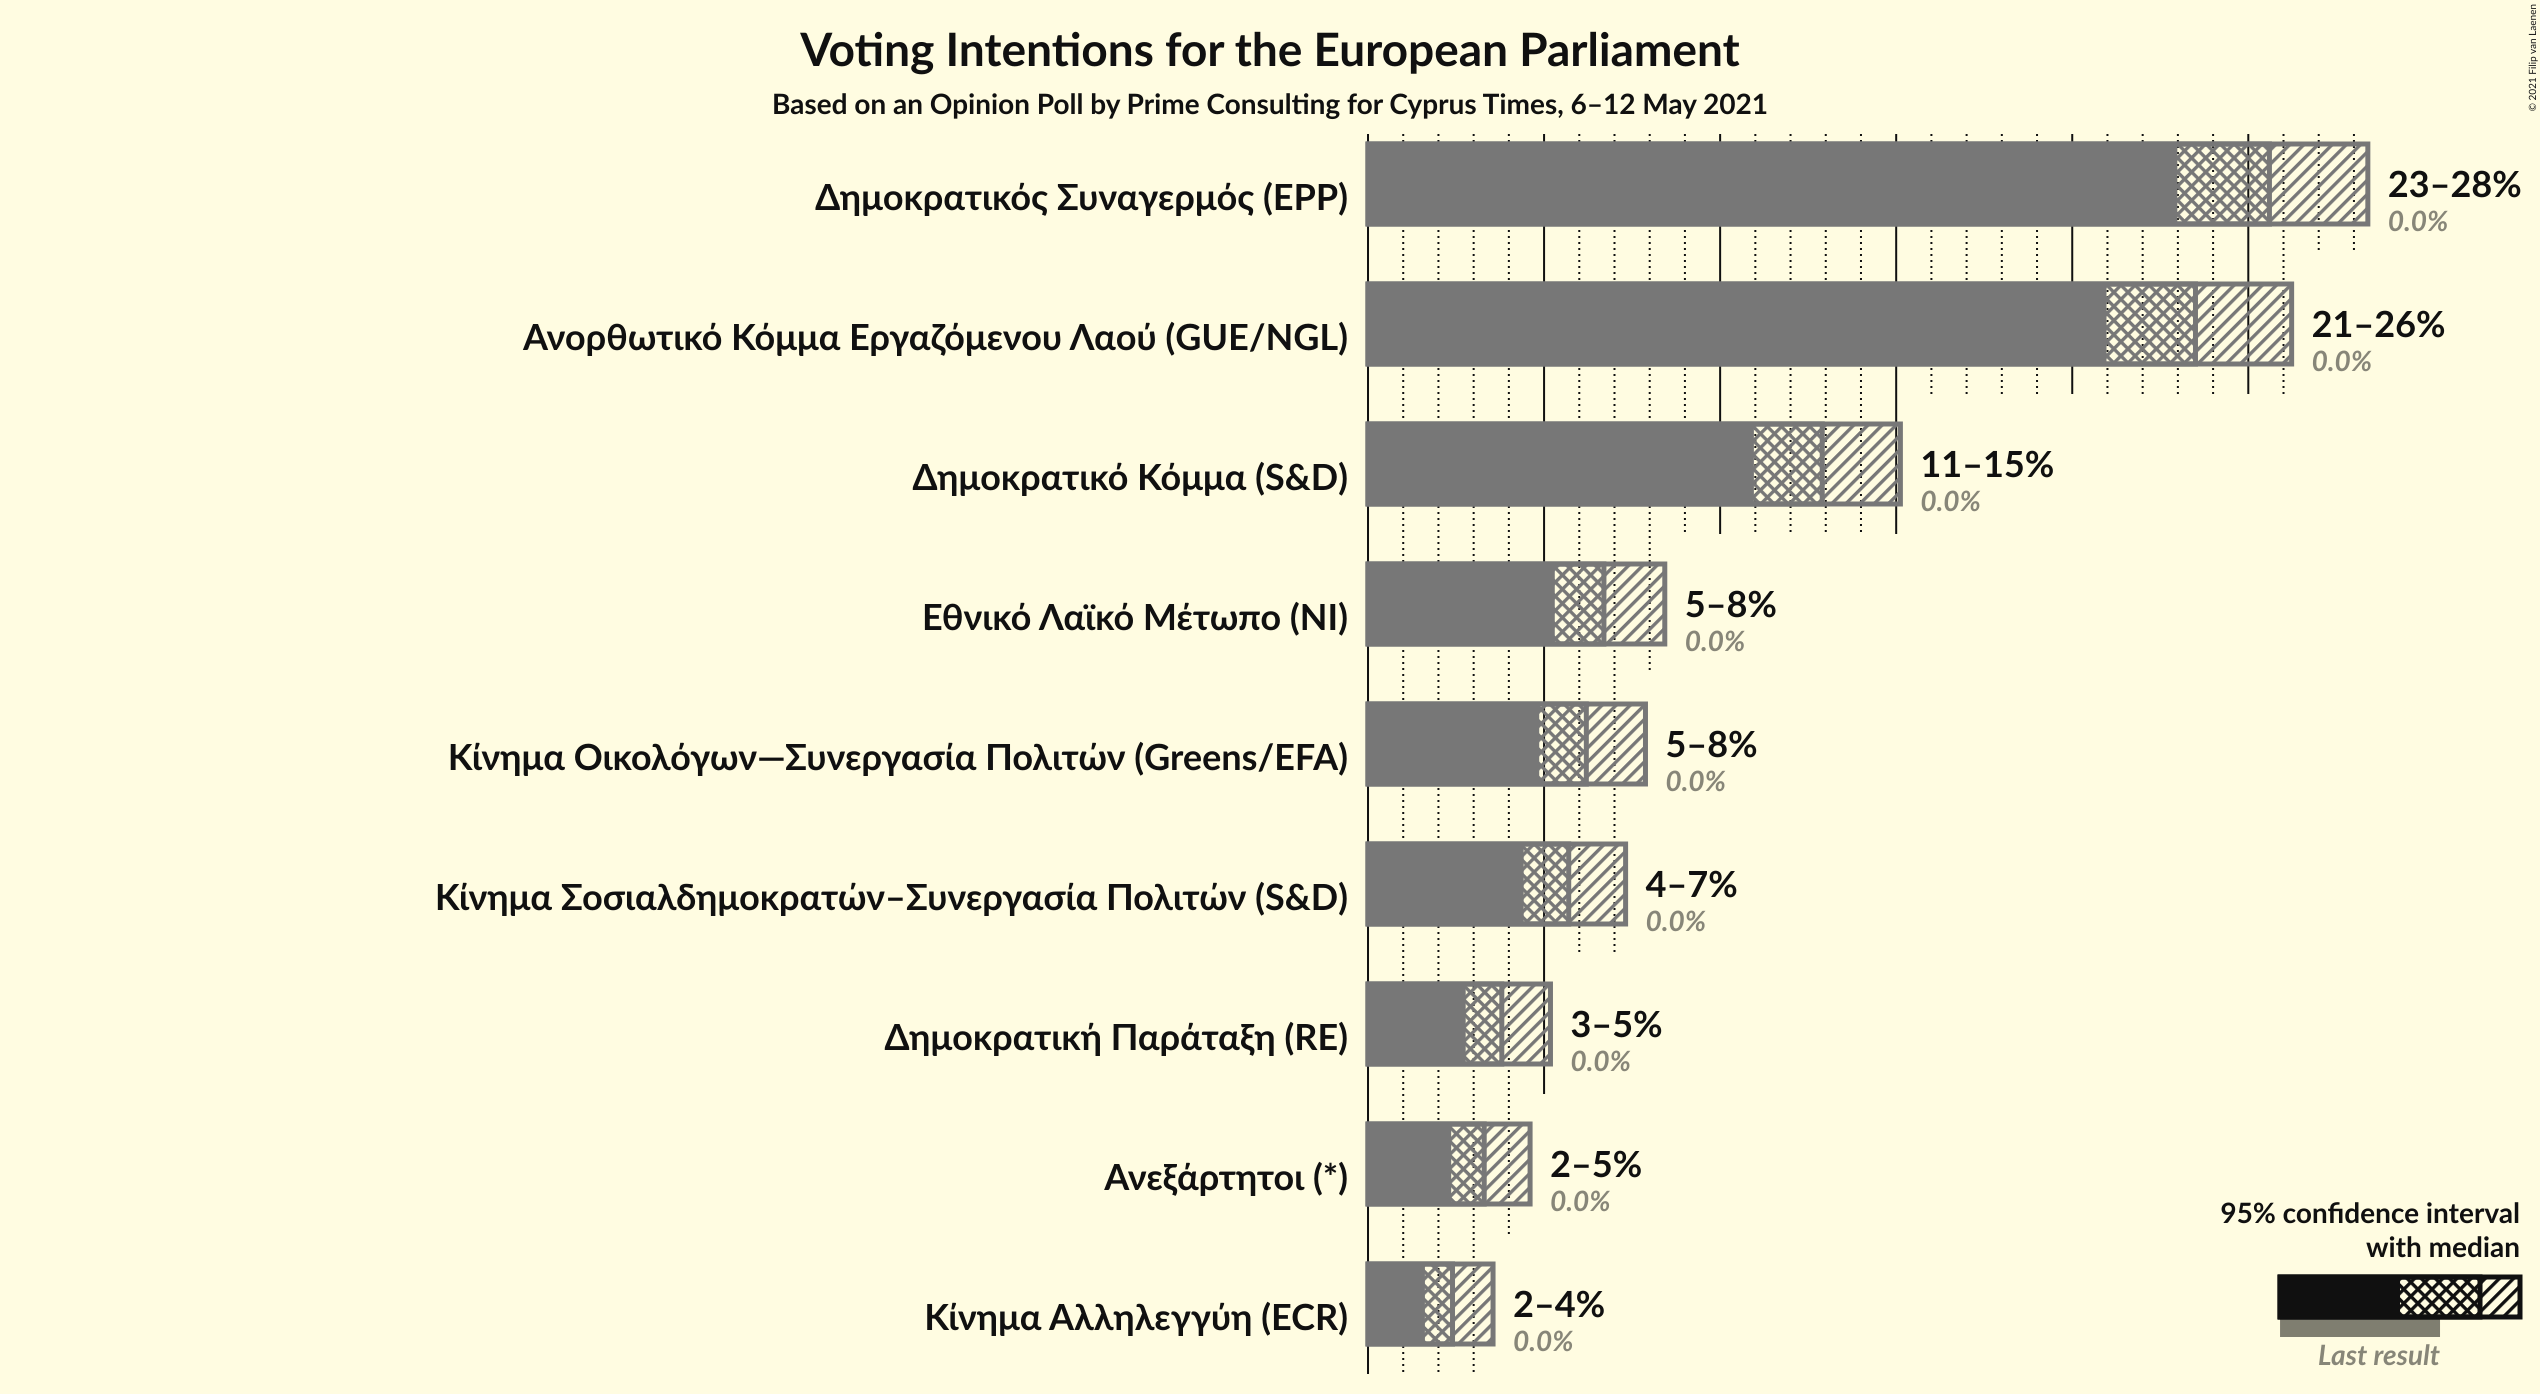 Voting Intentions for the European Parliament
Based on an Opinion Poll by Prime Consulting for Cyprus Times, 6–12 May 2021
© 2021 Filip van Laenen
Δημοκρατικός Συναγερμός (EPP)
23–28%
0.0%
Ανορθωτικό Κόμμα Εργαζόμενου Λαού (GUE/NGL)
21–26%
0.0%
Δημοκρατικό Κόμμα (S&D)
11–15%
0.0%
Εθνικό Λαϊκό Μέτωπο (NI)
5–8%
0.0%
Κίνημα Οικολόγων—Συνεργασία Πολιτών (Greens/EFA)
5–8%
0.0%
Κίνημα Σοσιαλδημοκρατών–Συνεργασία Πολιτών (S&D)
4–7%
0.0%
Δημοκρατική Παράταξη (RE)
3–5%
0.0%
Ανεξάρτητοι (*)
2–5%
0.0%
Κίνημα Αλληλεγγύη (ECR)
2–4%
0.0%
95% confidence interval
with median
Last result